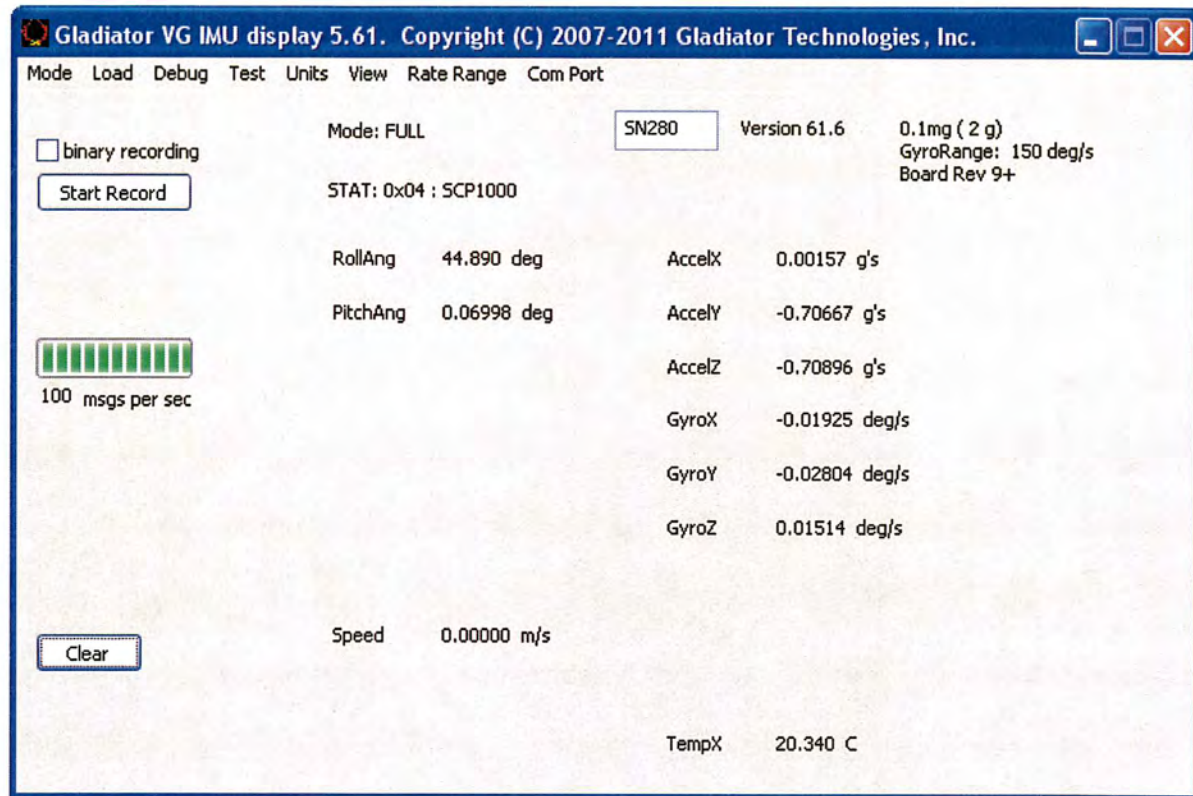 Gladiator VG IMU display 5.61. Copyright (C) 2007-2011 Gladiator Technologies, Inc.
Mode Load Debug Test Units View Rate Range Com Port
binary recording
Start Record
Mode: FULL
SN280
Version 61.6
0.1mg ( 2 g)
GyroRange: 150 deg/s
Board Rev 9+
STAT: 0x04 : SCP1000
RollAng 44.890 deg
PitchAng 0.06998 deg
AccelX 0.00157 g's
AccelY -0.70667 g's
AccelZ -0.70896 g's
GyroX -0.01925 deg/s
GyroY -0.02804 deg/s
GyroZ 0.01514 deg/s
100 msgs per sec
Clear
Speed 0.00000 m/s
TempX 20.340 C